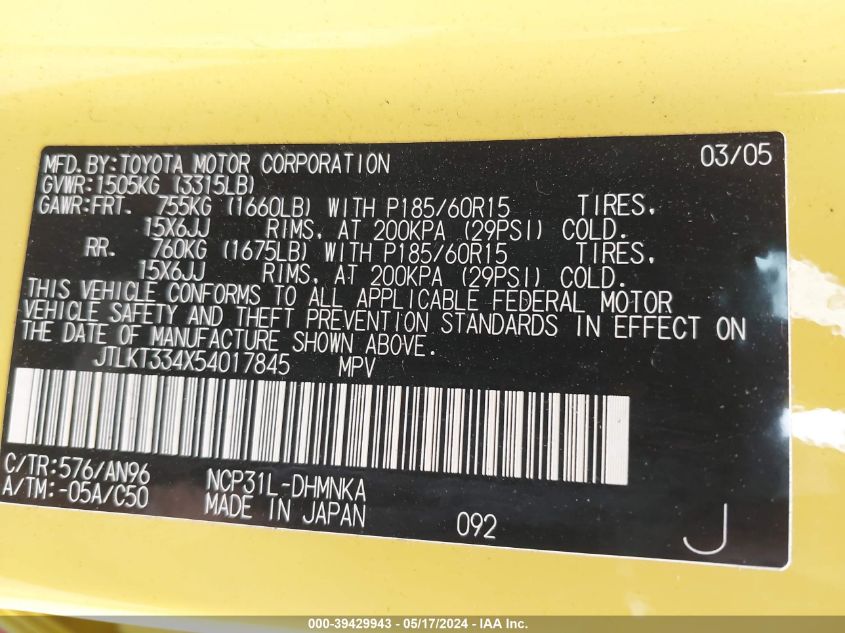 MFD.BY:TOYOTA MOTOR CORPORATION 03/05
GVWR:1505KG (3315LB)
GAWR:FRT. 755KG (1660LB) WITH P185/60R15 TIRES,
15X6JJ RIMS, AT 200KPA (29PSI) COLD.
RR. 760KG (1675LB) WITH P185/60R15 TIRES,
15X6JJ RIMS, AT 200KPA (29PSI) COLD.
THIS VEHICLE CONFORMS TO ALL APPLICABLE FEDERAL MOTOR
VEHICLE SAFETY AND THEFT PREVENTION STANDARDS IN EFFECT ON
THE DATE OF MANUFACTURE SHOWN ABOVE.
JTLKT334X54017845 MPV
C/TR:576/AN96 NCP31L-DHMNKA
A/TM:-05A/C50 MADE IN JAPAN 092 J
000-39429943 - 05/17/2024 - IAA Inc.